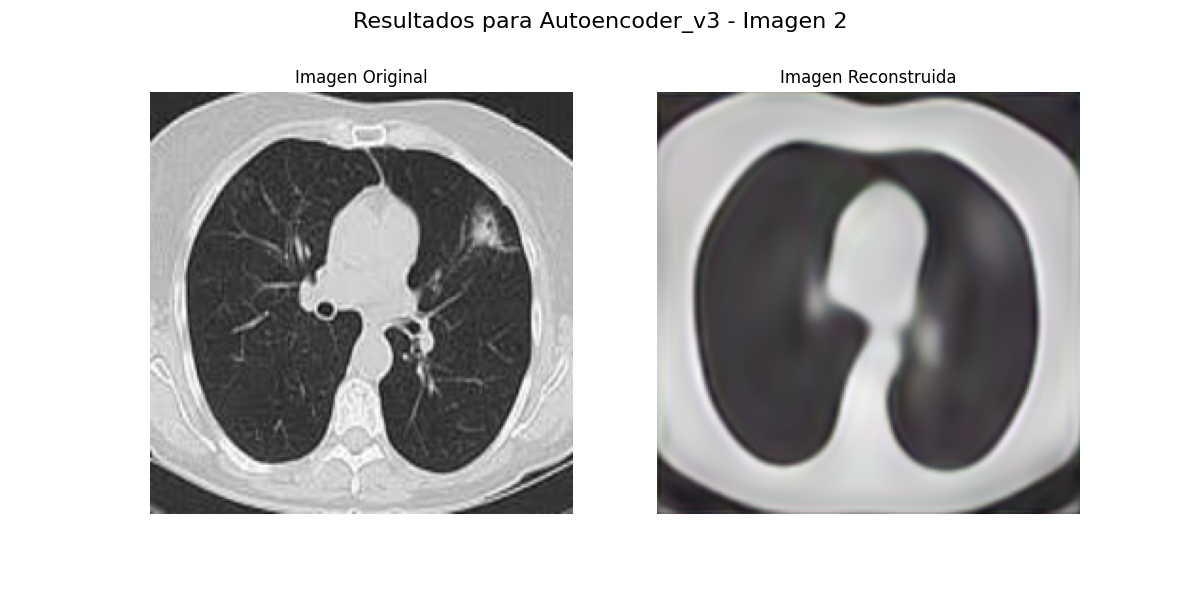 Resultados para Autoencoder_v3 - Imagen 2
Imagen Original
Imagen Reconstruida